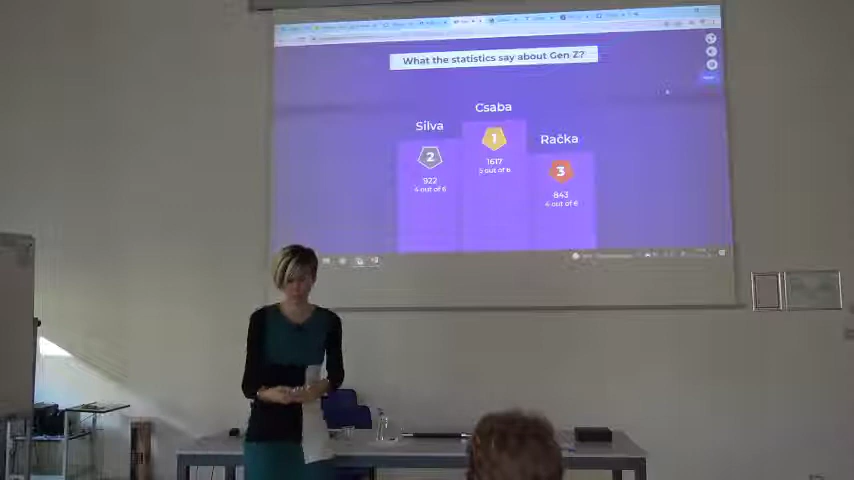 What the statistics say about Gen Z?
Csaba
Silva
Račka
1
2
3
1617
5 out of 6
922
4 out of 6
843
4 out of 6